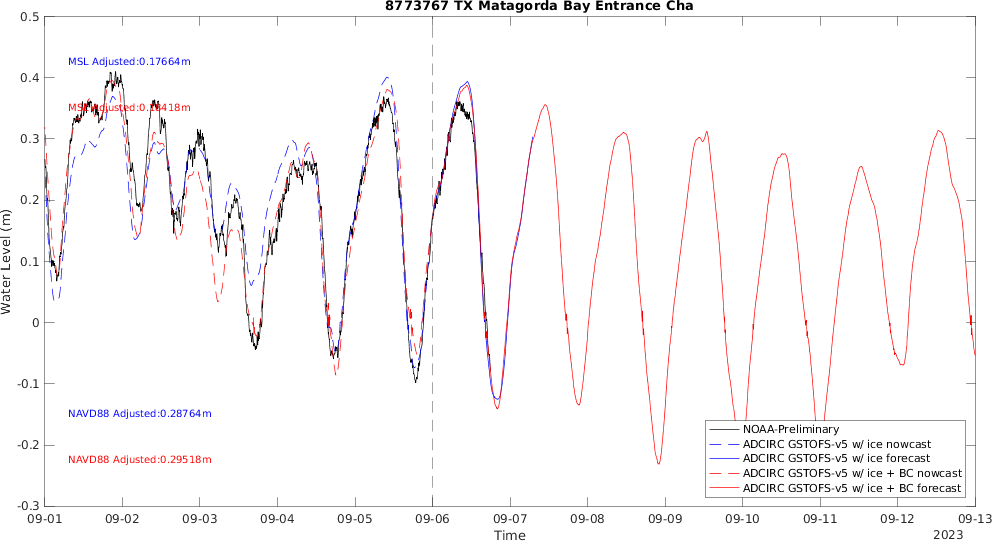 8773767 TX Matagorda Bay Entrance Cha
0.5
0.4
0.3
0.2
0.1
0
-0.1
-0.2
-0.3
Water Level (m)
MSL Adjusted:0.17664m
MSL Adjusted:0.18418m
NAVD88 Adjusted:0.28764m
NAVD88 Adjusted:0.29518m
NOAA-Preliminary
ADCIRC GSTOFS-v5 w/ ice nowcast
ADCIRC GSTOFS-v5 w/ ice forecast
ADCIRC GSTOFS-v5 w/ ice + BC nowcast
ADCIRC GSTOFS-v5 w/ ice + BC forecast
09-01 09-02 09-03 09-04 09-05 09-06 09-07 09-08 09-09 09-10 09-11 09-12 09-13
Time
2023